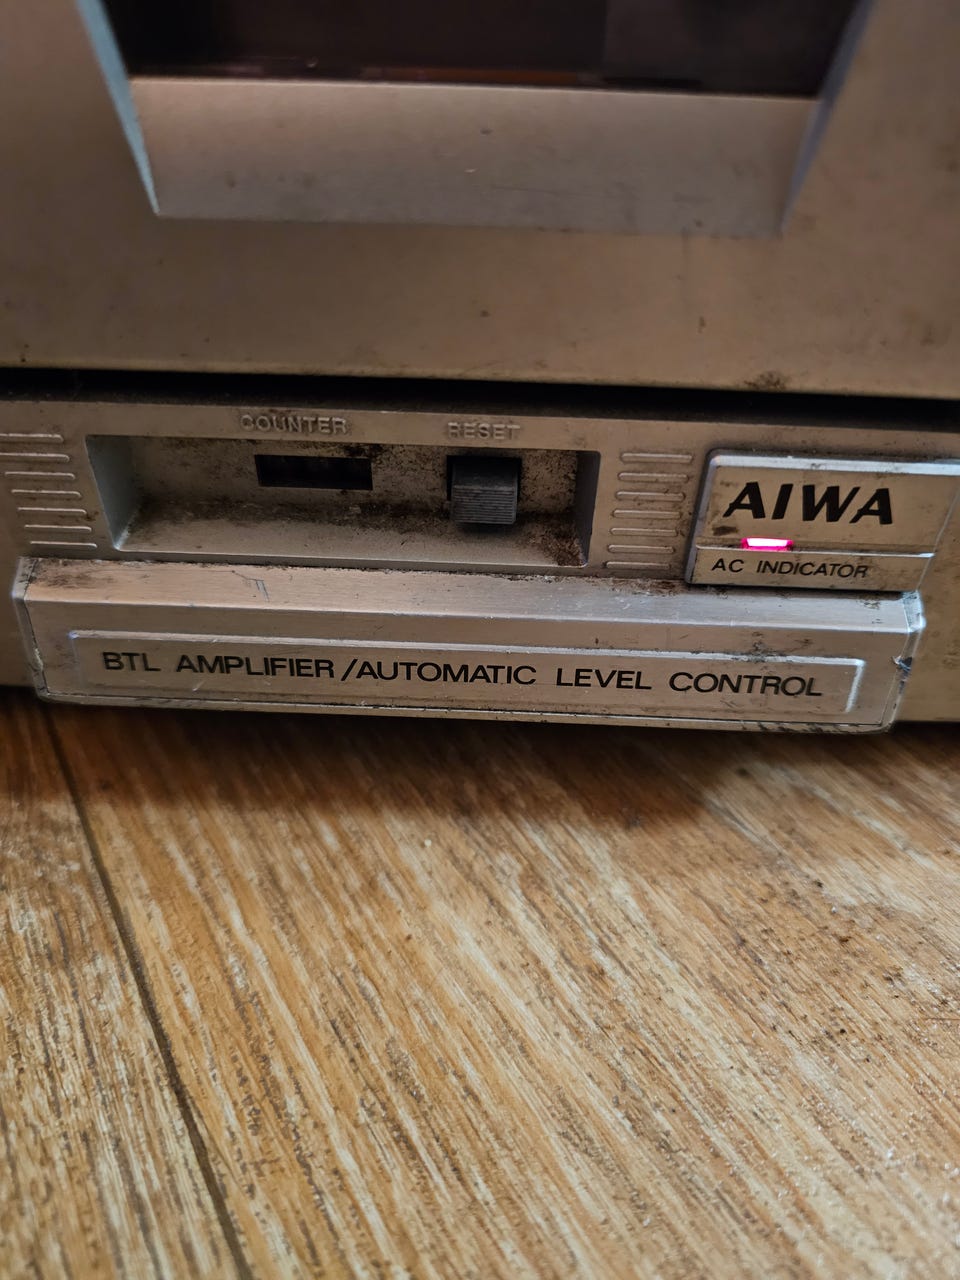 COUNTER
RESET
AIWA
AC INDICATOR
BTL AMPLIFIER/AUTOMATIC LEVEL CONTROL